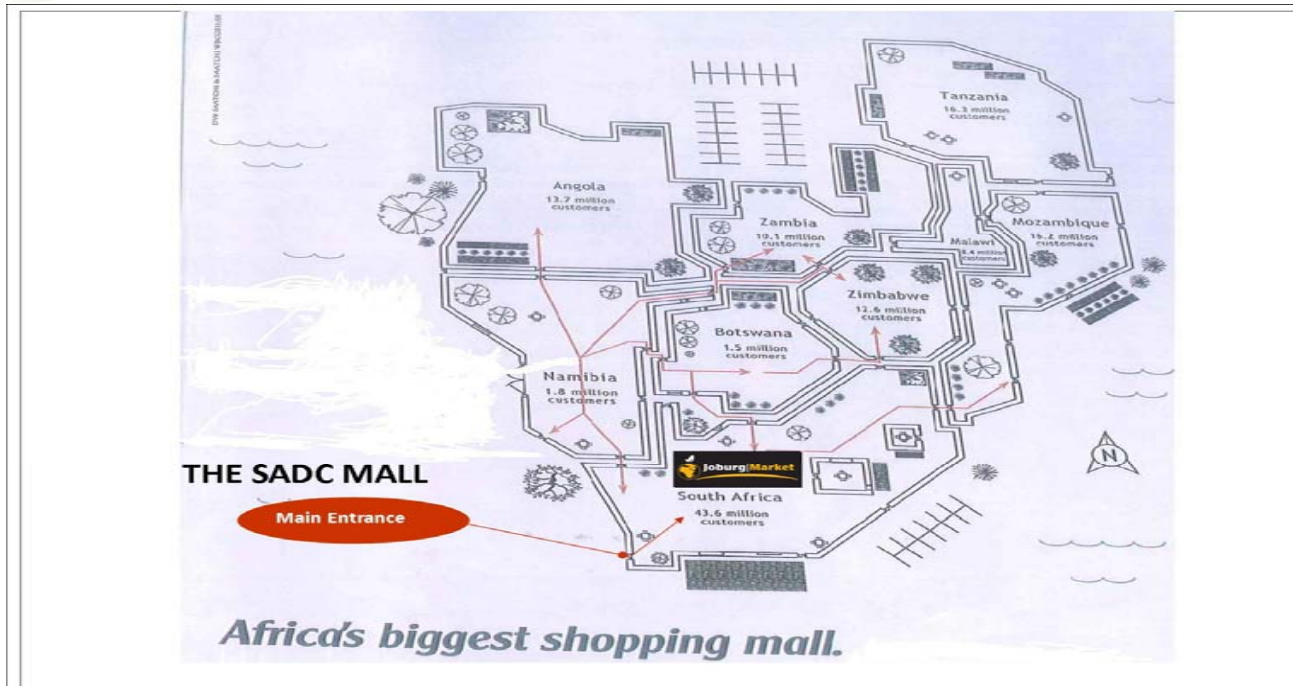 Tanzania
16.3 million
customers
Angola
13.7 million
customers
Zambia
10.1 million
customers
Mozambique
16.2 million
customers
Malawi
customers
Zimbabwe
12.6 million
customers
Botswana
1.5 million
customers
Namibia
1.8 million
customers
THE SADC MALL
Joburg Market
Main Entrance
South Africa
43.6 million
customers
N
Africa's biggest shopping mall.